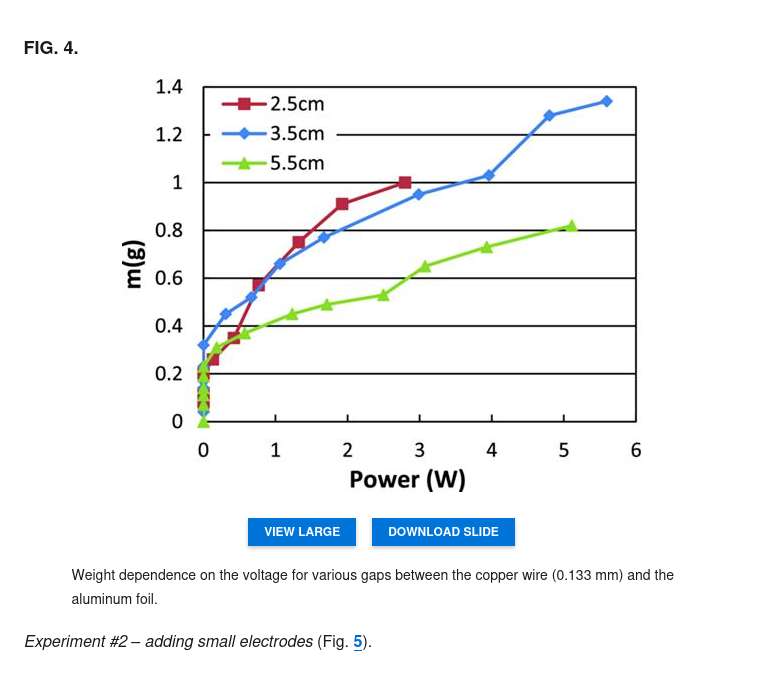 FIG. 4.
1.4
1.2
1
0.8
0.6
0.4
0.2
0
m(g)
2.5cm
3.5cm
5.5cm
0 1 2 3 4 5 6
Power (W)
VIEW LARGE DOWNLOAD SLIDE
Weight dependence on the voltage for various gaps between the copper wire (0.133 mm) and the
aluminum foil.
Experiment #2 – adding small electrodes (Fig. 5).